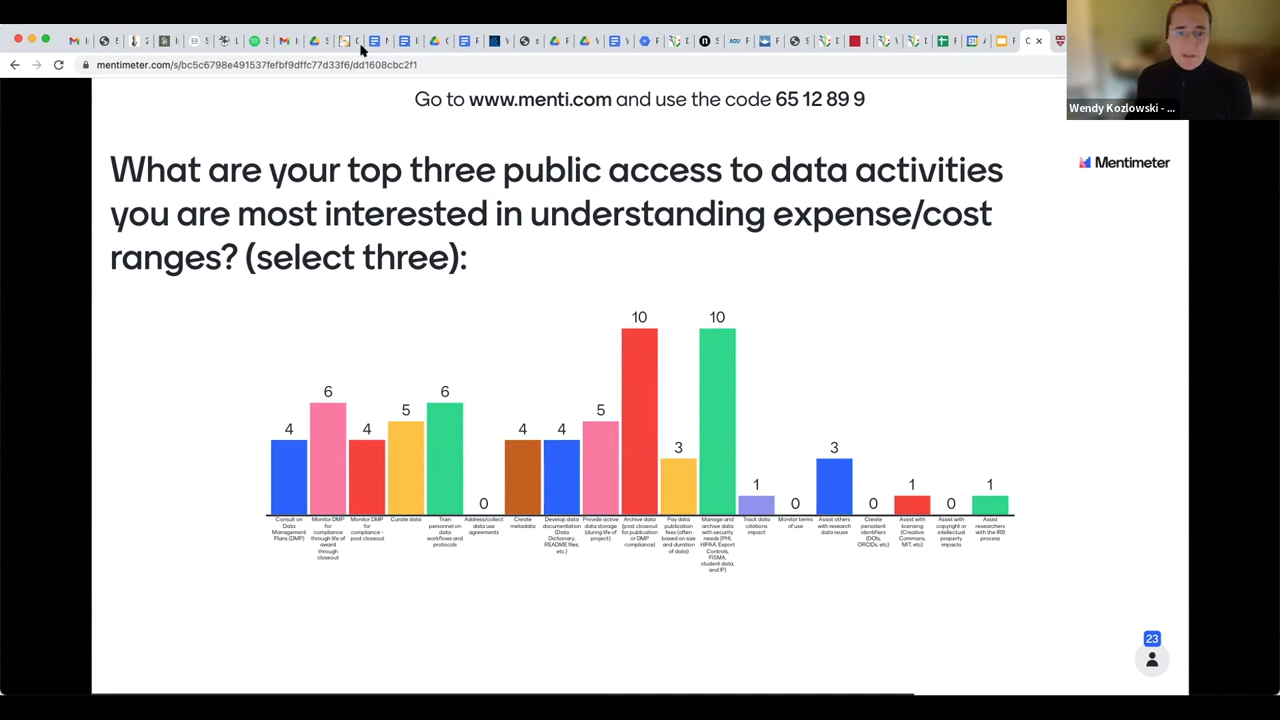 mentimeter.com/s/bc5c6798e491537fefbf9dffc77d33f6/dd1608cbc2f1
Wendy Kozlowski - ...
Go to www.menti.com and use the code 65 12 89 9
Mentimeter
What are your top three public access to data activities
you are most interested in understanding expense/cost
ranges? (select three):
4
6
4
5
6
0
4
4
5
10
3
10
1
0
3
0
1
0
1
Consult on
Data
Management
Plans (DMP)
Monitor DMP
for
compliance
through life of
award
through
closeout
Monitor DMP
for
compliance -
post closeout
Curate data
Train
personnel on
data
workflows and
protocols
Address/collect
data use
agreements
Create
metadata
Develop data
documentation
(Data
Dictionary,
README files,
etc.)
Provide active
data storage
(during life of
project)
Archive data
(post closeout
for publication
or DMP
compliance)
Pay data
publication
fees (often
based on size
and duration
of data)
Manage and
archive data
with security
needs (PHI,
HIPAA, Export
Controls,
FISMA,
student data,
and IP)
Track data
citations
impact
Monitor terms
of use
Assist others
with research
data reuse
Create
persistent
identifiers
(DOIs,
ORCIDs, etc)
Assist with
licensing
(Creative
Commons,
MIT, etc)
Assist with
copyright or
intellectual
property
impacts
Assist
researchers
with the IRB
process
23